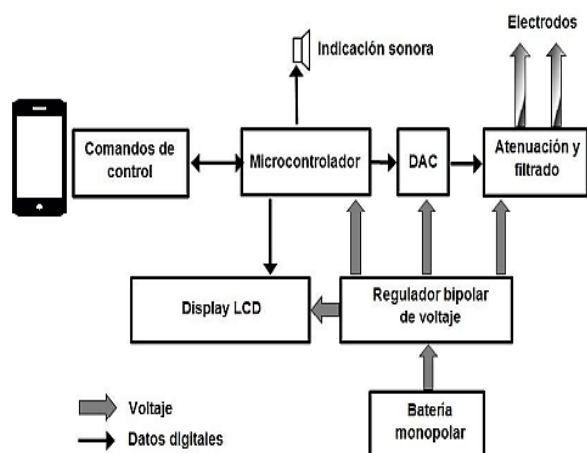 Electrodos
Indicación sonora
Comandos de
control
Microcontrolador
DAC
Atenuación y
filtrado
Display LCD
Regulador bipolar
de voltaje
Voltaje
Datos digitales
Batería
monopolar